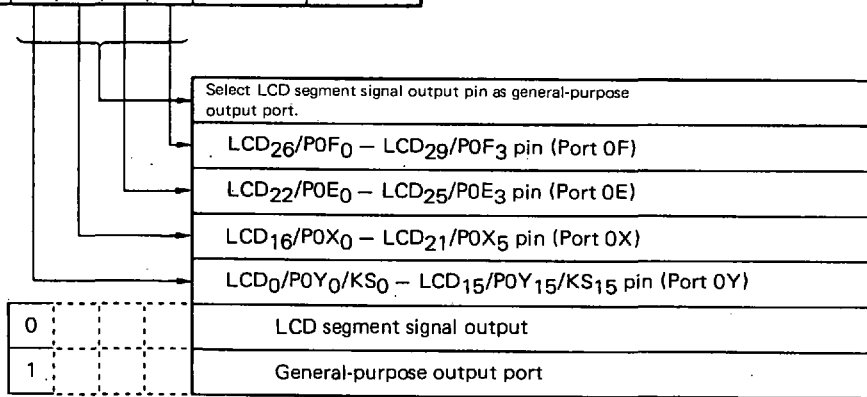 Select LCD segment signal output pin as general-purpose
output port.
LCD26/P0F0 – LCD29/P0F3 pin (Port 0F)
LCD22/P0E0 – LCD25/P0E3 pin (Port 0E)
LCD16/P0X0 – LCD21/P0X5 pin (Port 0X)
LCD0/P0Y0/KS0 – LCD15/P0Y15/KS15 pin (Port 0Y)
0 LCD segment signal output
1 General-purpose output port